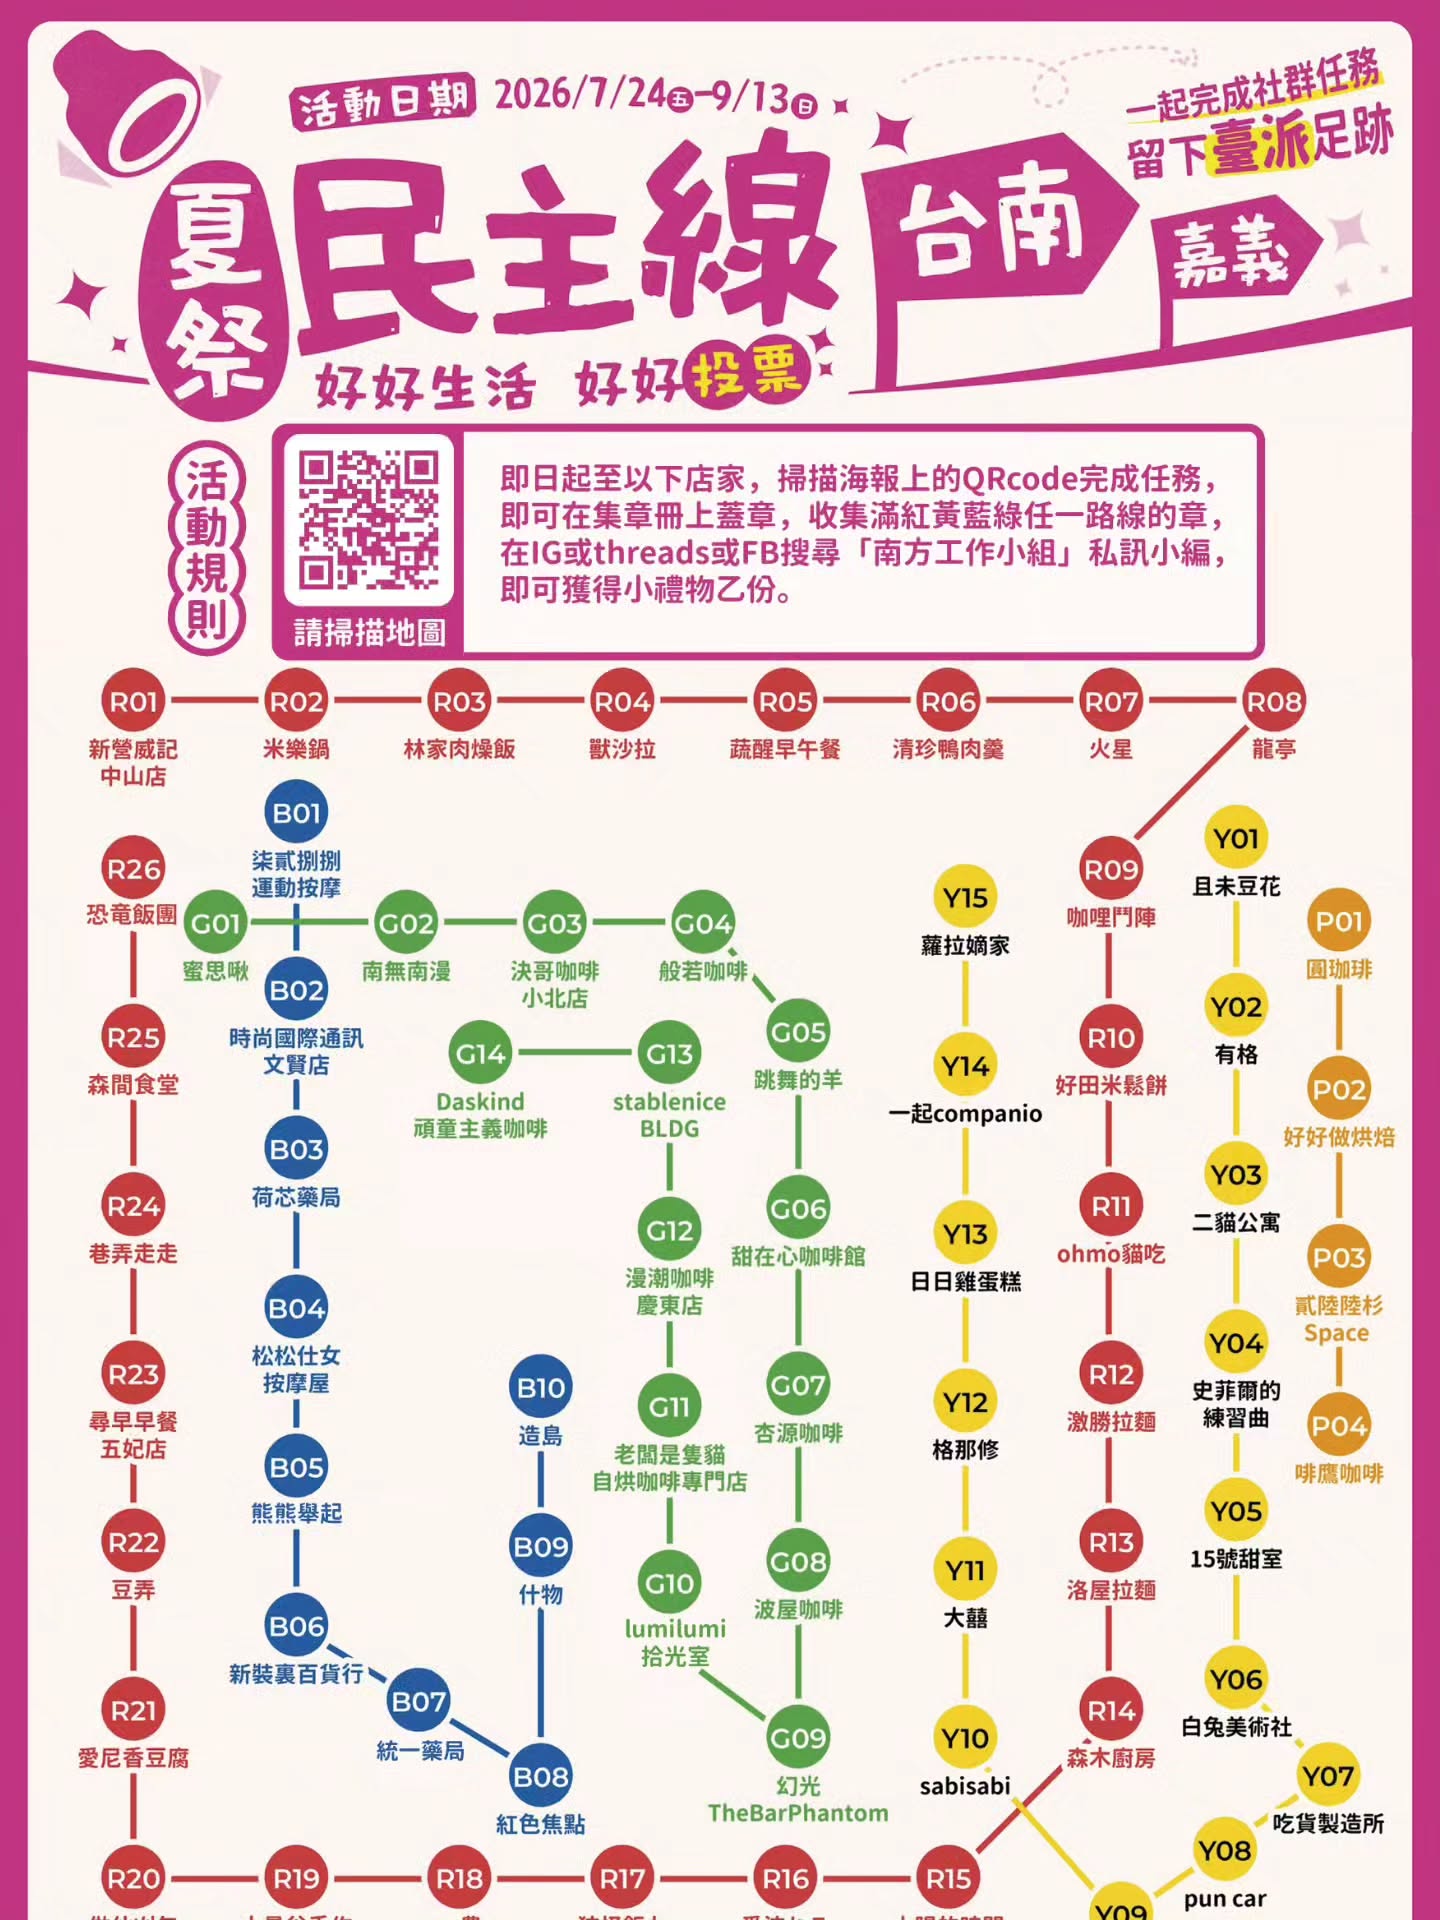 活動日期 2026/7/24五-9/13日
一起完成社群任務
留下臺派足跡
夏祭
民主線
台南
嘉義
好好生活 好好投票
活動規則
請掃描地圖
即日起至以下店家，掃描海報上的QRcode完成任務，
即可在集章冊上蓋章，收集滿紅黃藍綠任一路線的章，
在IG或threads或FB搜尋「南方工作小組」私訊小編，
即可獲得小禮物乙份。
R01
新營威記
中山店
R02
米樂鍋
R03
林家肉燥飯
R04
獸沙拉
R05
蔬醒早午餐
R06
清珍鴨肉羹
R07
火星
R08
龍亭
R09
咖哩鬥陣
R10
好田米鬆餅
R11
ohmo貓吃
R12
激勝拉麵
R13
洛屋拉麵
R14
森木廚房
R15
R16
R17
R18
R19
R20
R21
愛尼香豆腐
R22
豆弄
R23
尋早早餐
五妃店
R24
巷弄走走
R25
森間食堂
R26
恐竜飯團
B01
柒貳捌捌
運動按摩
B02
時尚國際通訊
文賢店
B03
荷芯藥局
B04
松松仕女
按摩屋
B05
熊熊舉起
B06
新裝裏百貨行
B07
統一藥局
B08
紅色焦點
B09
什物
B10
造島
G01
蜜思啾
G02
南無南漫
G03
決哥咖啡
小北店
G04
般若咖啡
G05
跳舞的羊
G06
甜在心咖啡館
G07
杏源咖啡
G08
波屋咖啡
G09
幻光
TheBarPhantom
G10
lumilumi
拾光室
G11
老闆是隻貓
自烘咖啡專門店
G12
漫潮咖啡
慶東店
G13
stablenice
BLDG
G14
Daskind
頑童主義咖啡
Y15
蘿拉嫡家
Y14
一起companio
Y13
日日雞蛋糕
Y12
格那修
Y11
大囍
Y10
sabisabi
Y09
Y08
pun car
Y07
吃貨製造所
Y06
白兔美術社
Y05
15號甜室
Y04
史菲爾的
練習曲
Y03
二貓公寓
Y02
有格
Y01
且未豆花
P01
圓珈琲
P02
好好做烘焙
P03
貳陸陸杉
Space
P04
啡鷹咖啡